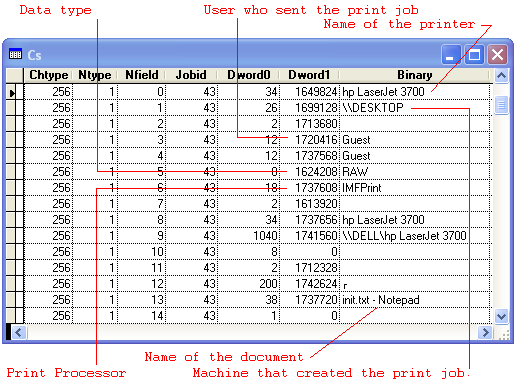 Data type
User who sent the print job
Name of the printer
Cs
Chtype Ntype Nfield Jobid Dword0 Dword1 Binary
256 1 0 43 34 1649824 hp LaserJet 3700
256 1 1 43 26 1699128 \\DESKTOP
256 1 2 43 2 1713680
256 1 3 43 12 1720416 Guest
256 1 4 43 12 1737568 Guest
256 1 5 43 0 1624208 RAW
256 1 6 43 18 1737608 IMFPrint
256 1 7 43 2 1613920
256 1 8 43 34 1737656 hp LaserJet 3700
256 1 9 43 1040 1741560 \\DELL\hp LaserJet 3700
256 1 10 43 8 0
256 1 11 43 2 1712328
256 1 12 43 200 1742624 r
256 1 13 43 38 1737720 init.txt - Notepad
256 1 14 43 1 0
Name of the document
Print Processor
Machine that created the print job